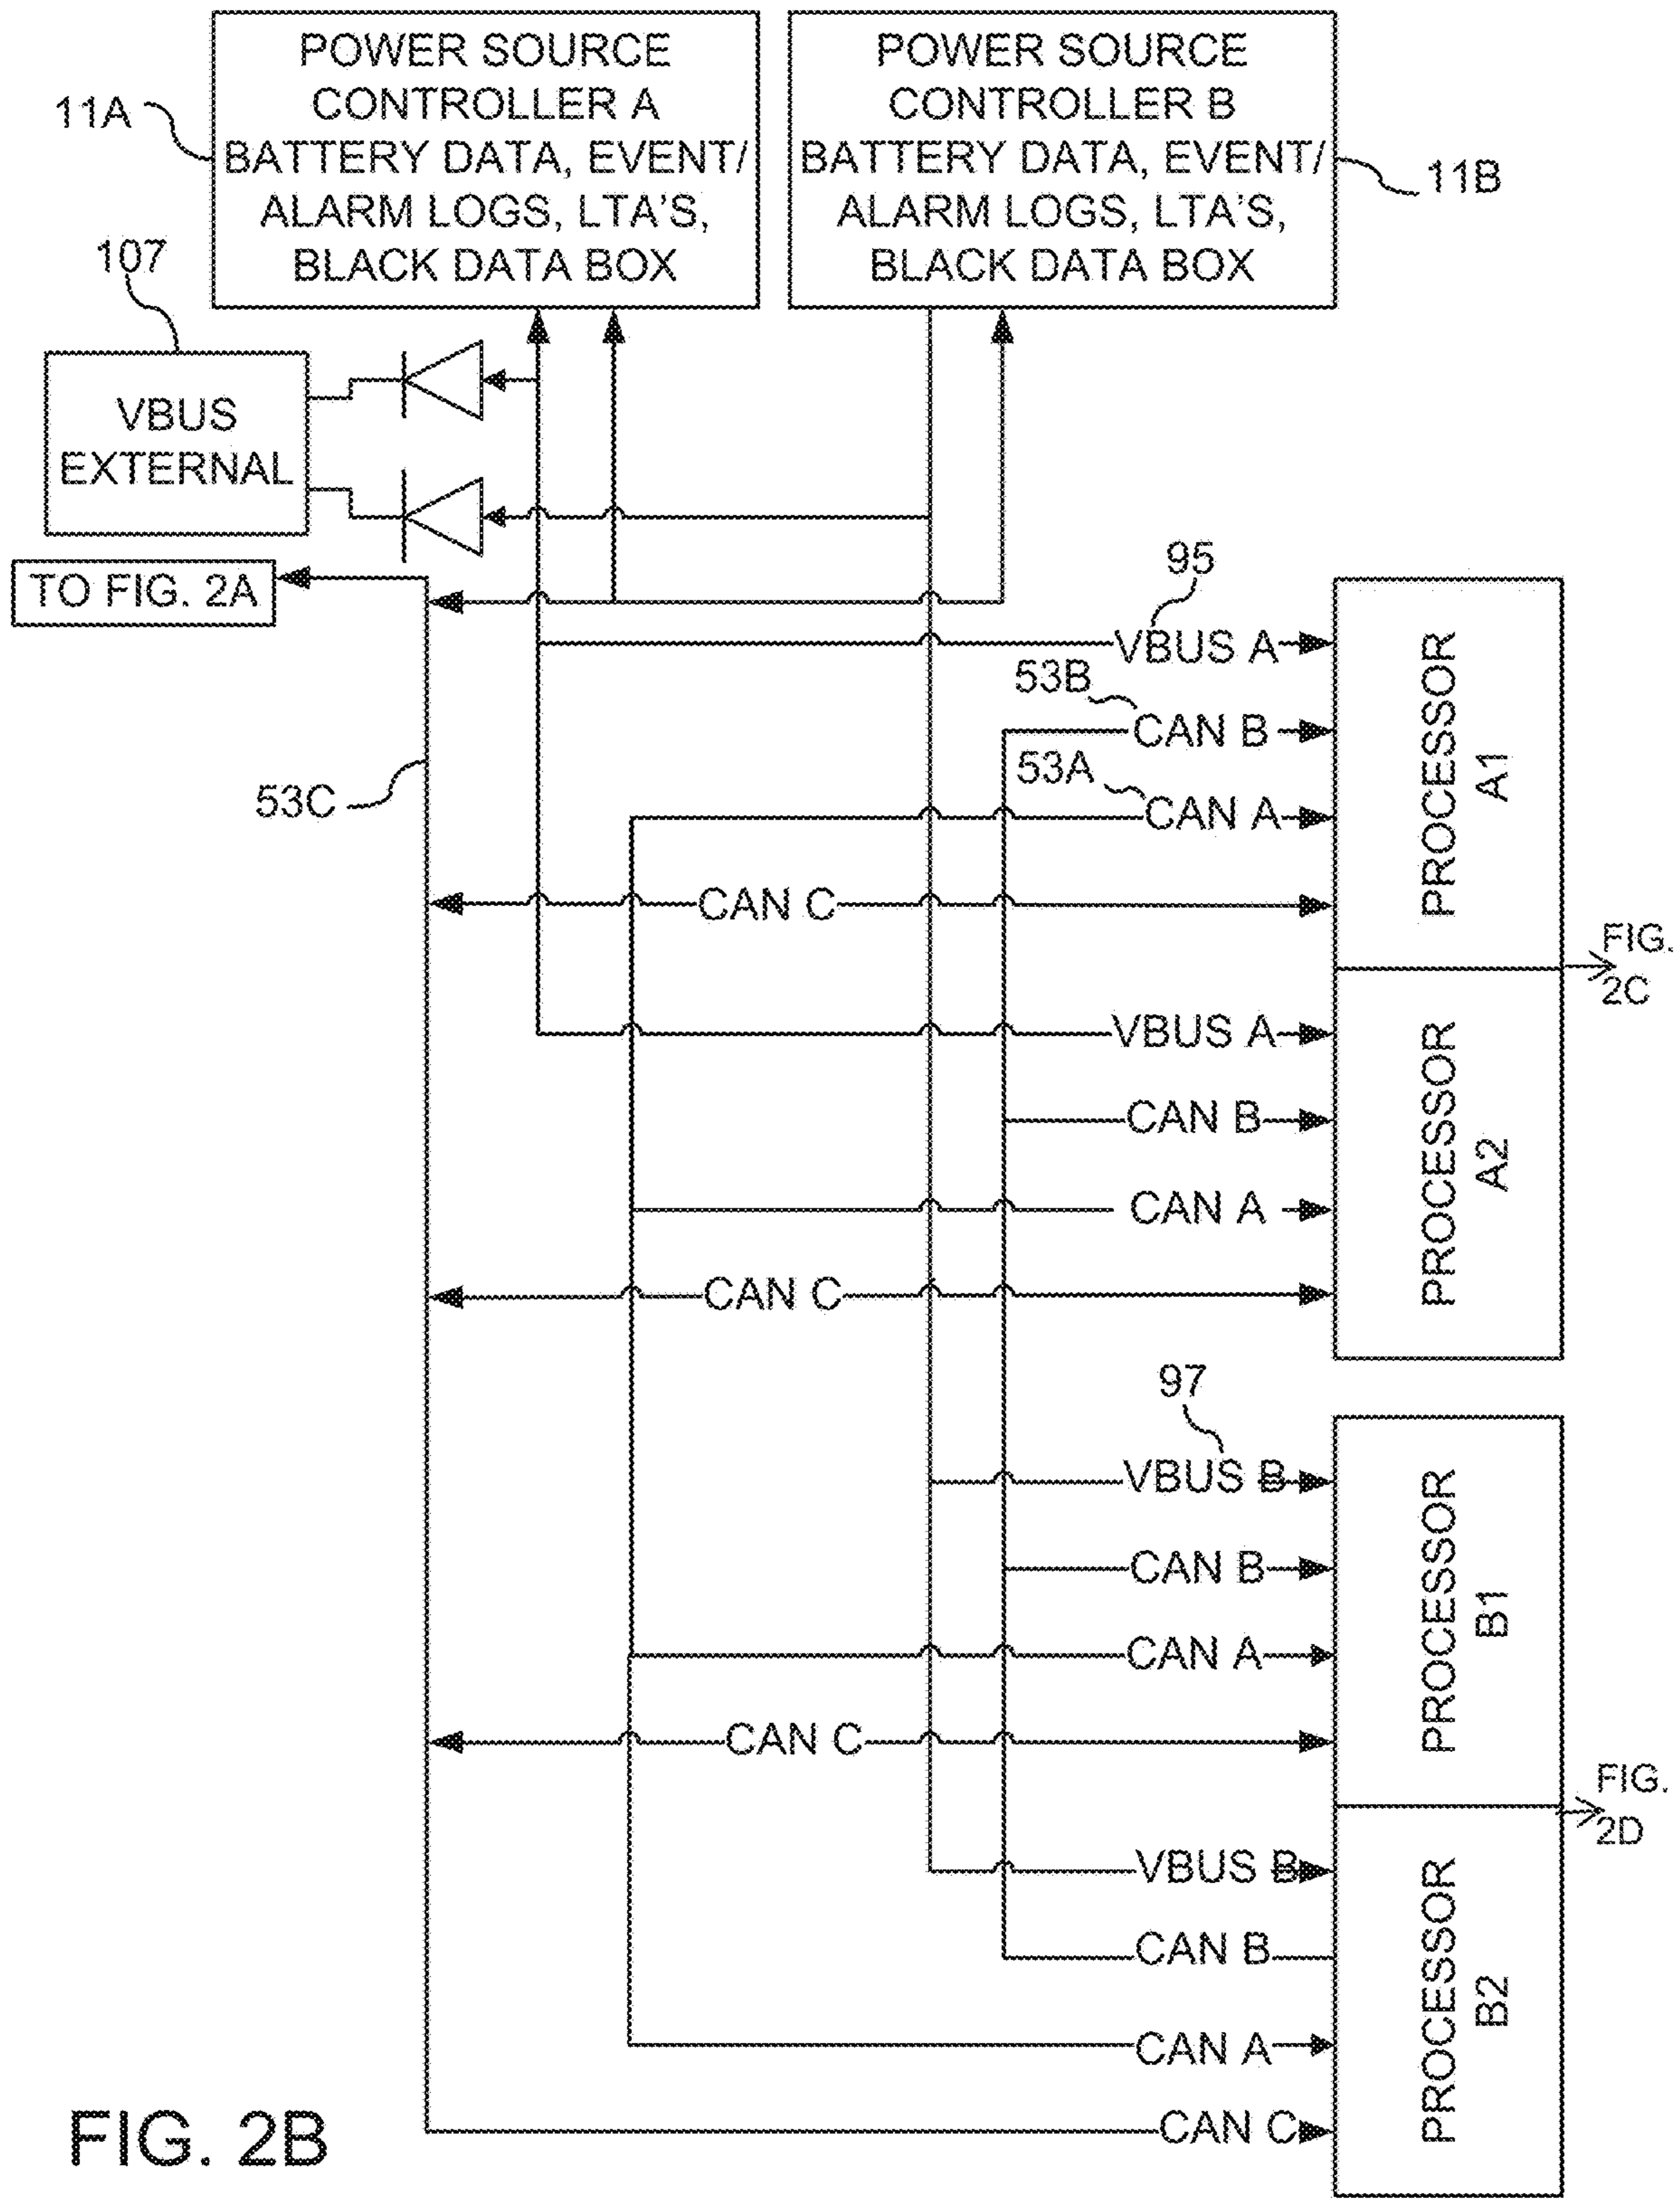 POWER SOURCE
CONTROLLER A
BATTERY DATA, EVENT/
ALARM LOGS, LTA'S,
BLACK DATA BOX
POWER SOURCE
CONTROLLER B
BATTERY DATA, EVENT/
ALARM LOGS, LTA'S,
BLACK DATA BOX
11A
11B
107
VBUS
EXTERNAL
TO FIG. 2A
95
VBUS A
53B
CAN B
53A
CAN A
53C
CAN C
PROCESSOR
A1
FIG.
2C
VBUS A
CAN B
CAN A
CAN C
PROCESSOR
A2
97
VBUS B
CAN B
CAN A
CAN C
PROCESSOR
B1
FIG.
2D
VBUS B
CAN B
CAN A
CAN C
PROCESSOR
B2
FIG. 2B